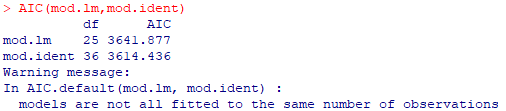 > AIC(mod.lm,mod.ident)
df AIC
mod.lm 25 3641.877
mod.ident 36 3614.436
Warning message:
In AIC.default(mod.lm, mod.ident) :
models are not all fitted to the same number of observations